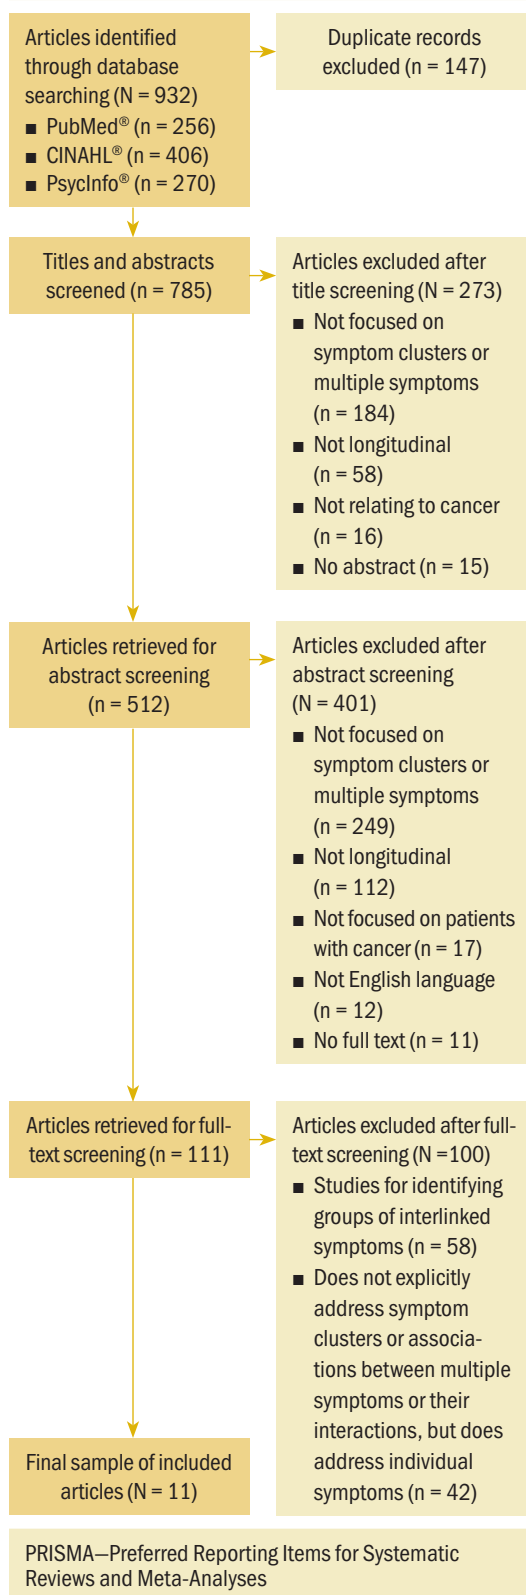 Articles identified
through database
searching (N = 932)
■ PubMed® (n = 256)
■ CINAHL® (n = 406)
■ PsycInfo® (n = 270)
Duplicate records
excluded (n = 147)
Titles and abstracts
screened (n = 785)
Articles excluded after
title screening (N = 273)
■ Not focused on
symptom clusters or
multiple symptoms
(n = 184)
■ Not longitudinal
(n = 58)
■ Not relating to cancer
(n = 16)
■ No abstract (n = 15)
Articles retrieved for
abstract screening
(n = 512)
Articles excluded after
abstract screening
(N = 401)
■ Not focused on
symptom clusters or
multiple symptoms
(n = 249)
■ Not longitudinal
(n = 112)
■ Not focused on patients
with cancer (n = 17)
■ Not English language
(n = 12)
■ No full text (n = 11)
Articles retrieved for full-
text screening (n = 111)
Articles excluded after full-
text screening (N =100)
■ Studies for identifying
groups of interlinked
symptoms (n = 58)
■ Does not explicitly
address symptom
clusters or associa-
tions between multiple
symptoms or their
interactions, but does
address individual
symptoms (n = 42)
Final sample of included
articles (N = 11)
PRISMA—Preferred Reporting Items for Systematic
Reviews and Meta-Analyses